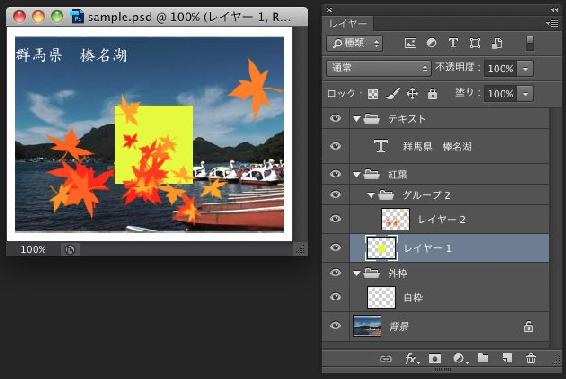 sample.psd @ 100% (レイヤー 1, R...
群馬県 榛名湖
100%
レイヤー
種類
通常
不透明度: 100%
ロック:
塗り: 100%
テキスト
群馬県 榛名湖
紅葉
グループ 2
レイヤー 2
レイヤー 1
外枠
白枠
背景